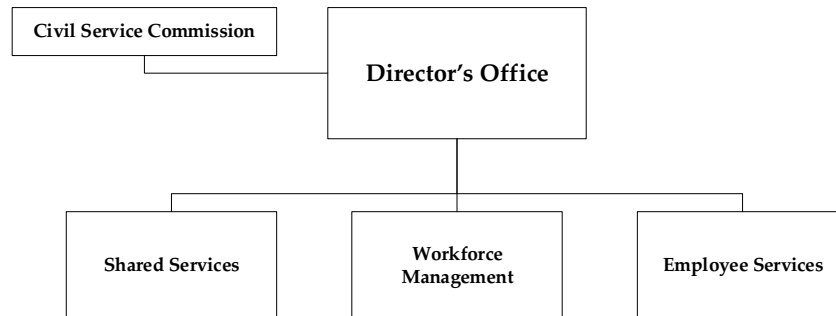 Civil Service Commission
Director’s Office
Shared Services
Workforce
Management
Employee Services